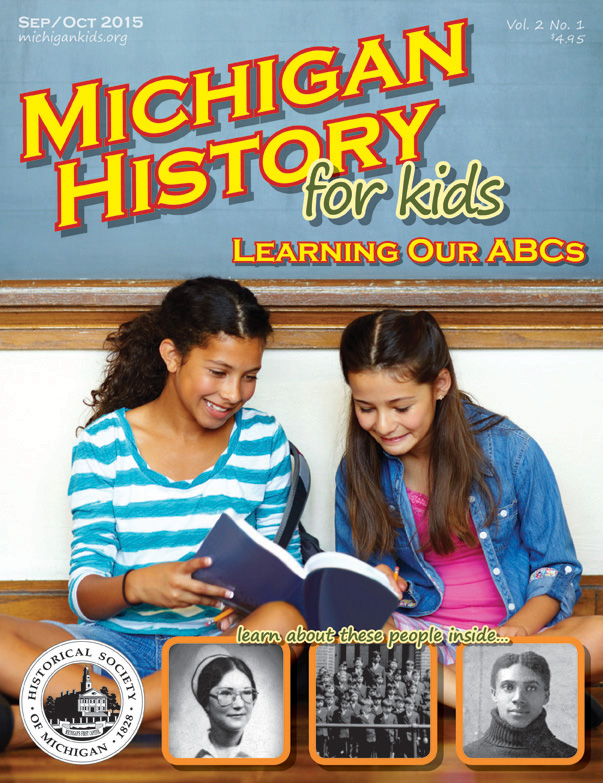 SEP/OCT 2015
michigankids.org
Vol. 2 No. 1
$4.95
MICHIGAN
HISTORY
for kids
LEARNING OUR ABCS
learn about these people inside...
HISTORICAL SOCIETY
OF MICHIGAN
1828